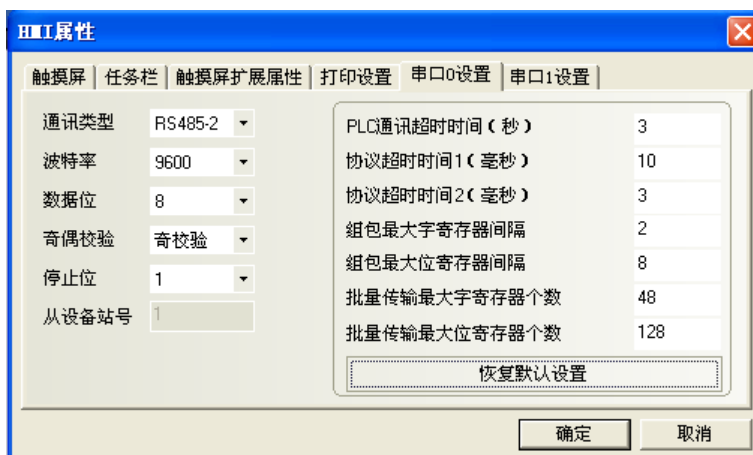 HMI属性
触摸屏 任务栏 触摸屏扩展属性 打印设置 串口0设置 串口1设置
通讯类型 RS485-2
波特率 9600
数据位 8
奇偶校验 奇校验
停止位 1
从设备站号 1
PLC通讯超时时间(秒) 3
协议超时时间1(毫秒) 10
协议超时时间2(毫秒) 3
组包最大字寄存器间隔 2
组包最大位寄存器间隔 8
批量传输最大字寄存器个数 48
批量传输最大位寄存器个数 128
恢复默认设置
确定 取消